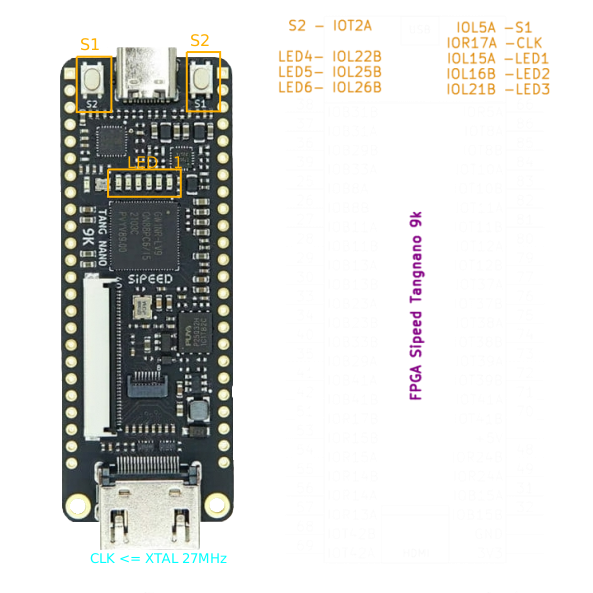 S1
S2
S2 – IOT2A
IOL5A –S1
IOR17A –CLK
LED4– IOL22B
IOL15A –LED1
LED5– IOL25B
IOL16B –LED2
LED6– IOL26B
IOL21B –LED3
S2
S1
LED 1
TANG NANO
9K
SiPEED
FPGA Sipeed Tangnano 9k
CLK <= XTAL 27MHz